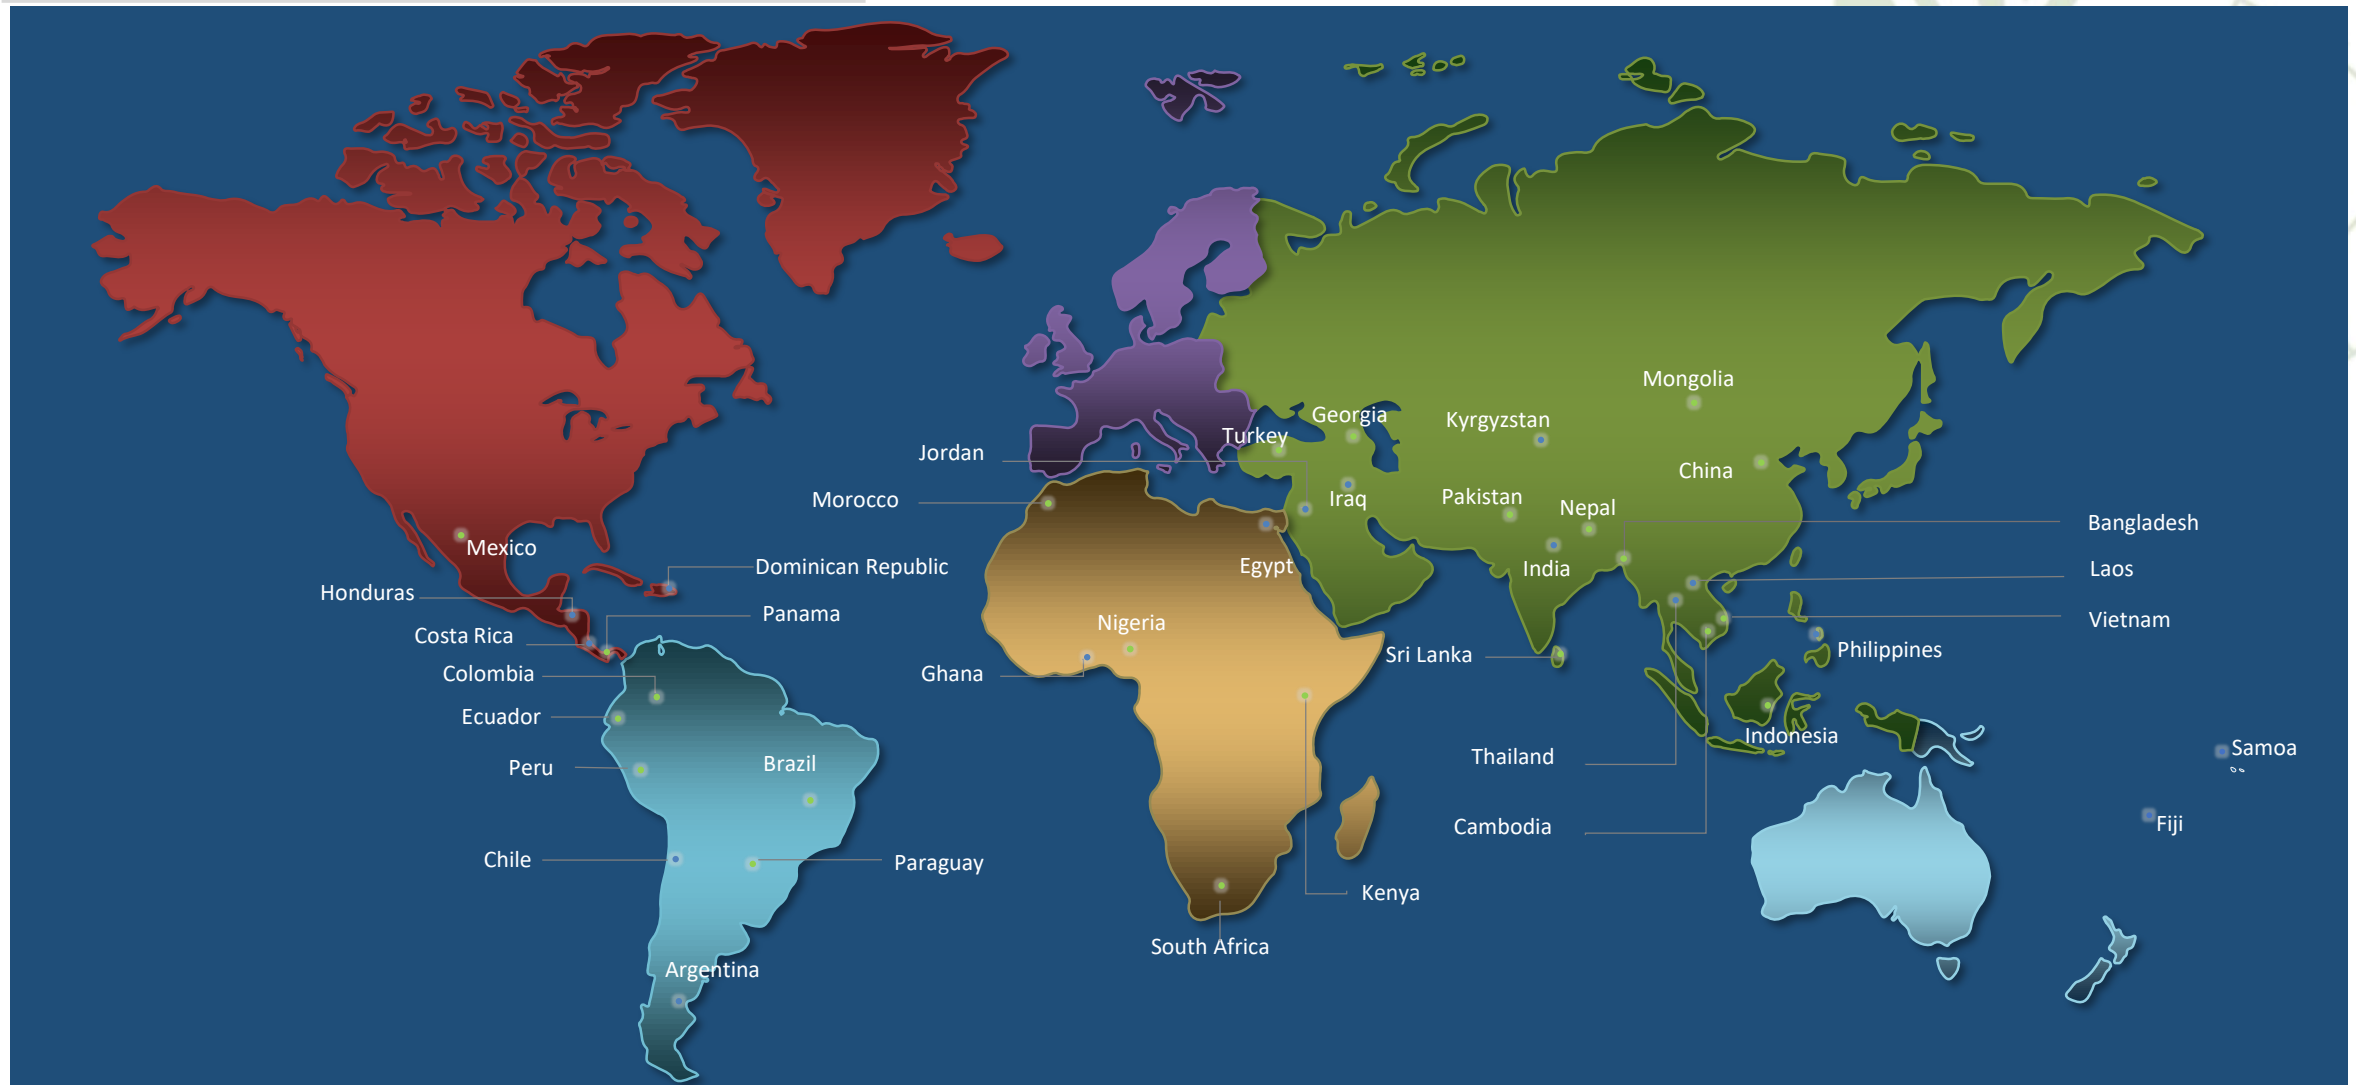 Mongolia
Georgia
Kyrgyzstan
Turkey
Jordan
China
Morocco
Iraq
Pakistan
Nepal
Bangladesh
Mexico
Dominican Republic
Egypt
India
Laos
Honduras
Panama
Nigeria
Vietnam
Costa Rica
Sri Lanka
Philippines
Colombia
Ghana
Ecuador
Indonesia
Samoa
Peru
Brazil
Thailand
Cambodia
Fiji
Chile
Paraguay
Kenya
South Africa
Argentina